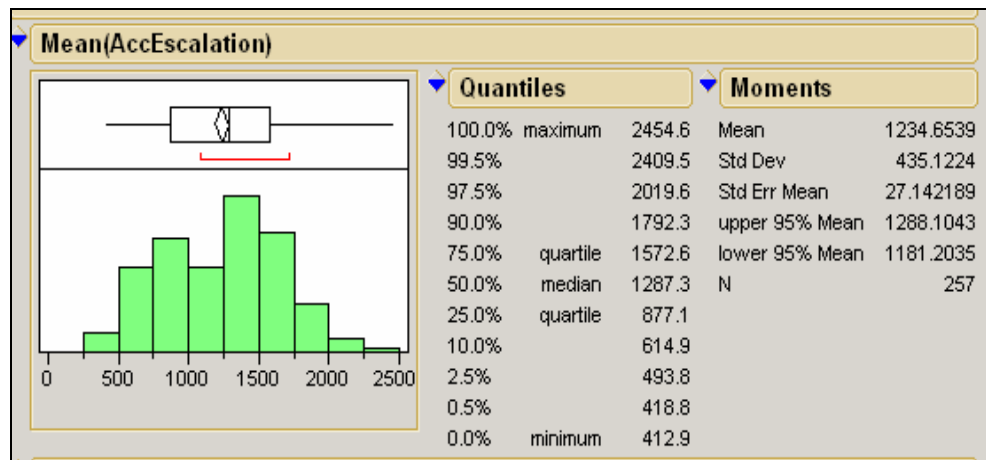 Mean(AccEscalation)
Quantiles
100.0% maximum 2454.6
99.5% 2409.5
97.5% 2019.6
90.0% 1792.3
75.0% quartile 1572.6
50.0% median 1287.3
25.0% quartile 877.1
10.0% 614.9
2.5% 493.8
0.5% 418.8
0.0% minimum 412.9
Moments
Mean 1234.6539
Std Dev 435.1224
Std Err Mean 27.142189
upper 95% Mean 1288.1043
lower 95% Mean 1181.2035
N 257
0 500 1000 1500 2000 2500